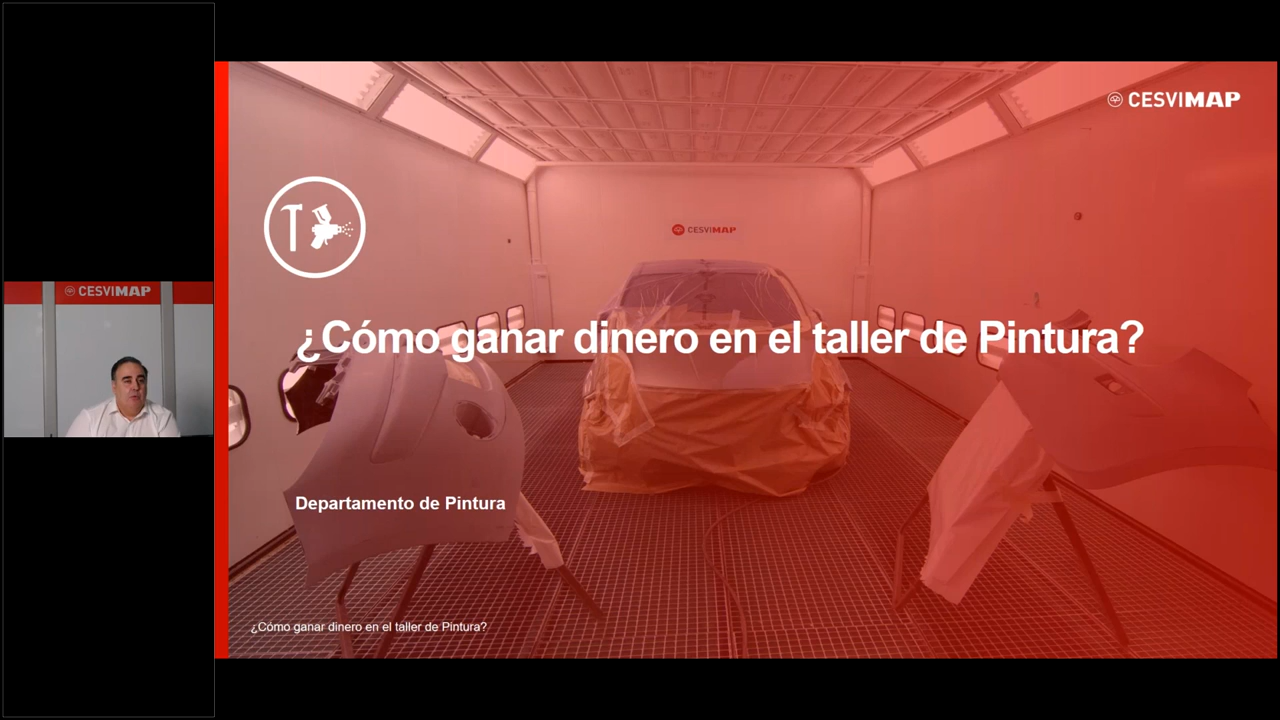 CESVIMAP
CESVIMAP
¿Cómo ganar dinero en el taller de Pintura?
Departamento de Pintura
¿Cómo ganar dinero en el taller de Pintura?
CESVIMAP